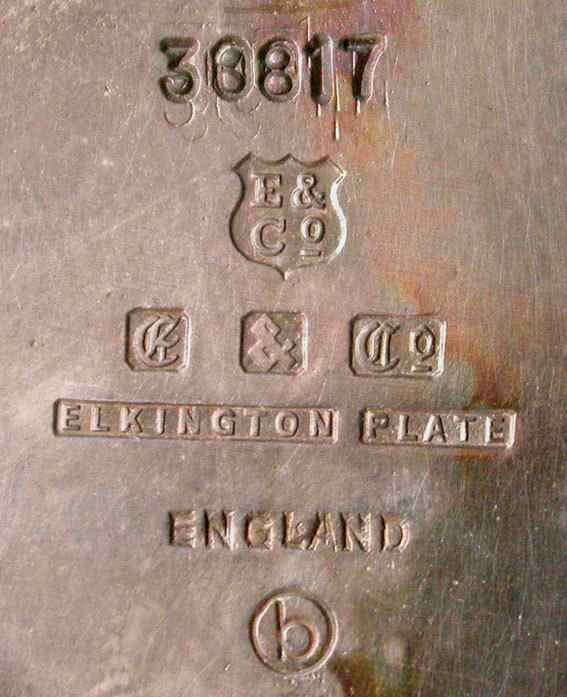 30817
E &
Co
E & Co
ELKINGTON PLATE
ENGLAND
b